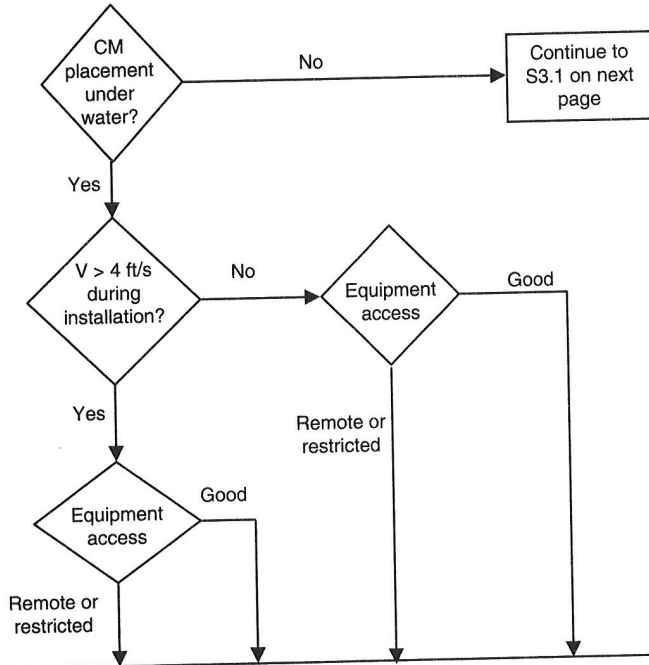 CM
placement
under
water?
No
Continue to
S3.1 on next
page
Yes
V > 4 ft/s
during
installation?
No
Equipment
access
Good
Yes
Remote or
restricted
Equipment
access
Good
Remote or
restricted